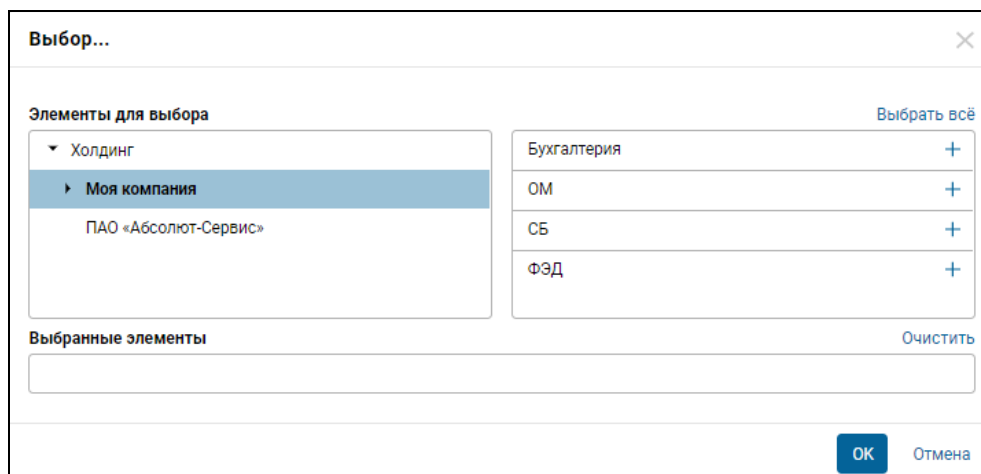 Выбор...
Элементы для выбора
Выбрать всё
Холдинг
Моя компания
ПАО «Абсолют-Сервис»
Бухгалтерия
ОМ
СБ
ФЭД
Выбранные элементы
Очистить
ОК
Отмена